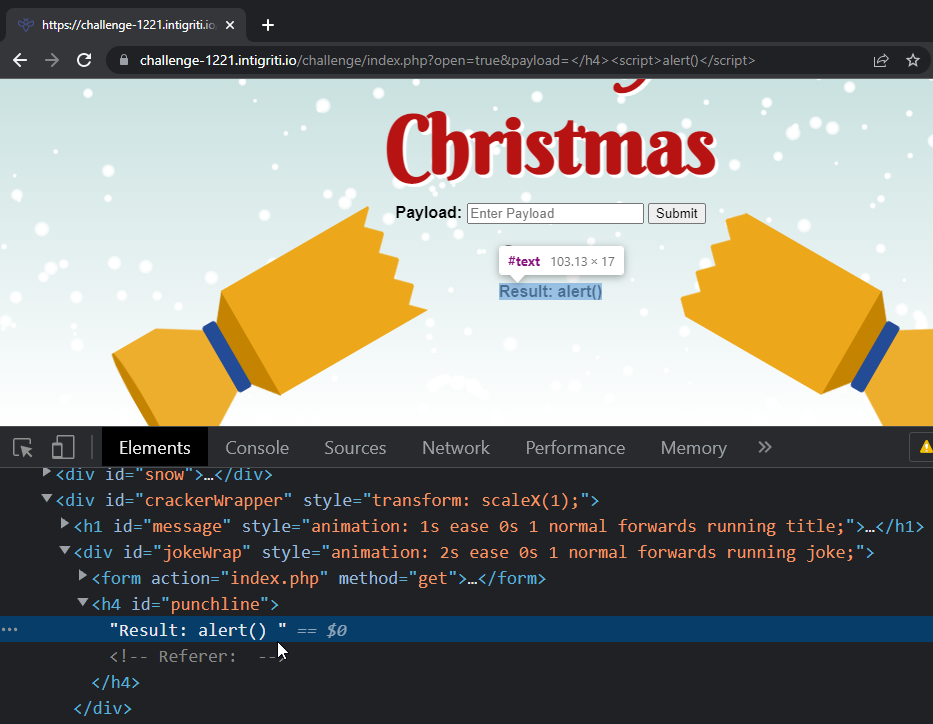 https://challenge-1221.intigriti.io
challenge-1221.intigriti.io/challenge/index.php?open=true&payload=</h4><script>alert()</script>
Christmas
Payload: Enter Payload Submit
#text 103.13 × 17
Result: alert()
Elements Console Sources Network Performance Memory »
<div id="snow">…</div>
<div id="crackerWrapper" style="transform: scaleX(1);">
<h1 id="message" style="animation: 1s ease 0s 1 normal forwards running title;">…</h1>
<div id="jokeWrap" style="animation: 2s ease 0s 1 normal forwards running joke;">
<form action="index.php" method="get">…</form>
<h4 id="punchline">
"Result: alert() " == $0
<!-- Referer:  -->
</h4>
</div>